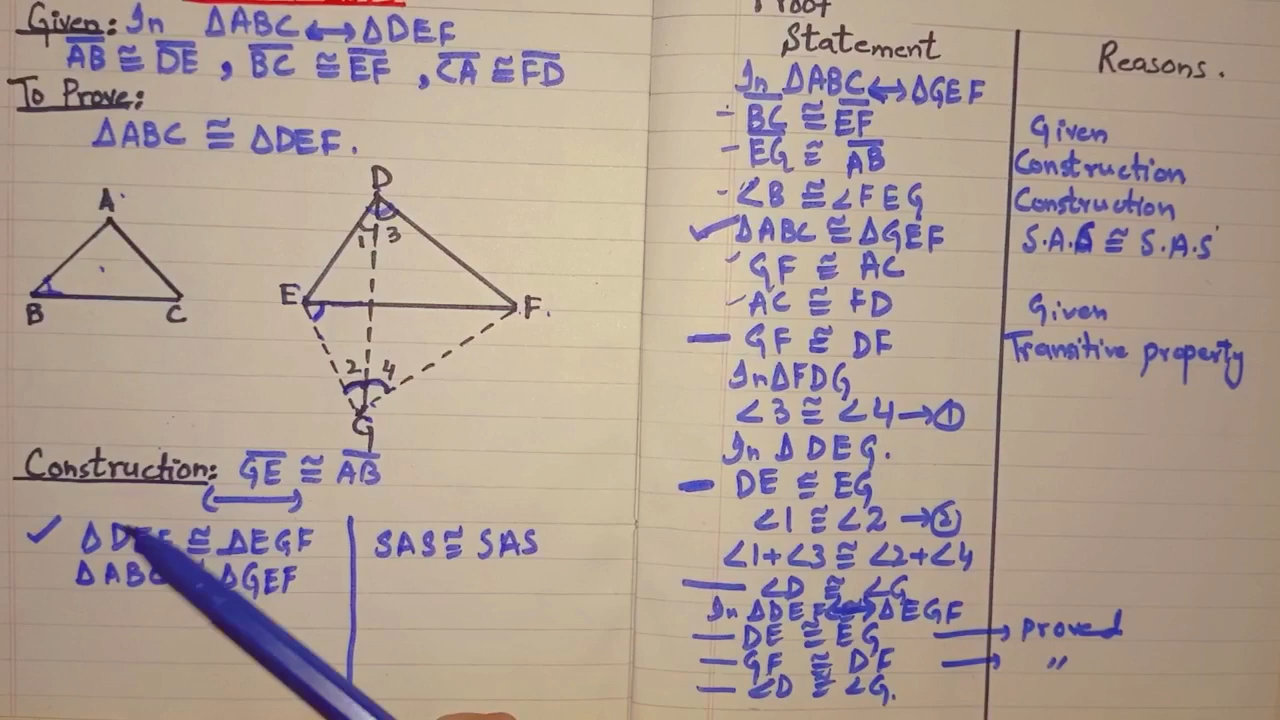 Given: In ΔABC ↔ ΔDEF
AB ≅ DE , BC ≅ EF , CA ≅ FD
To Prove:
ΔABC ≅ ΔDEF.
A
B
C
D
1
3
E
F.
2
4
G
Construction: GE ≅ AB
≅ ΔEGF
SAS ≅ SAS
ΔGEF
Proof
Statement
Reasons.
In ΔABC ↔ ΔGEF
- BC ≅ EF Given
- EG ≅ AB Construction
- ∠B ≅ ∠FEG Construction
✓ ΔABC ≅ ΔGEF S.A.S ≅ S.A.S
GF ≅ AC
AC ≅ FD Given
— GF ≅ DF Transitive property
In ΔFDG
∠3 ≅ ∠4 → ①
In ΔDEG.
— DE ≅ EG
∠1 ≅ ∠2 → ②
∠1+∠3 ≅ ∠2+∠4
— ∠D ≅ ∠G
In ΔDEF ↔ ΔEGF
— DE ≅ EG → proved
— GF ≅ DF → ״
— ∠D ≅ ∠G.